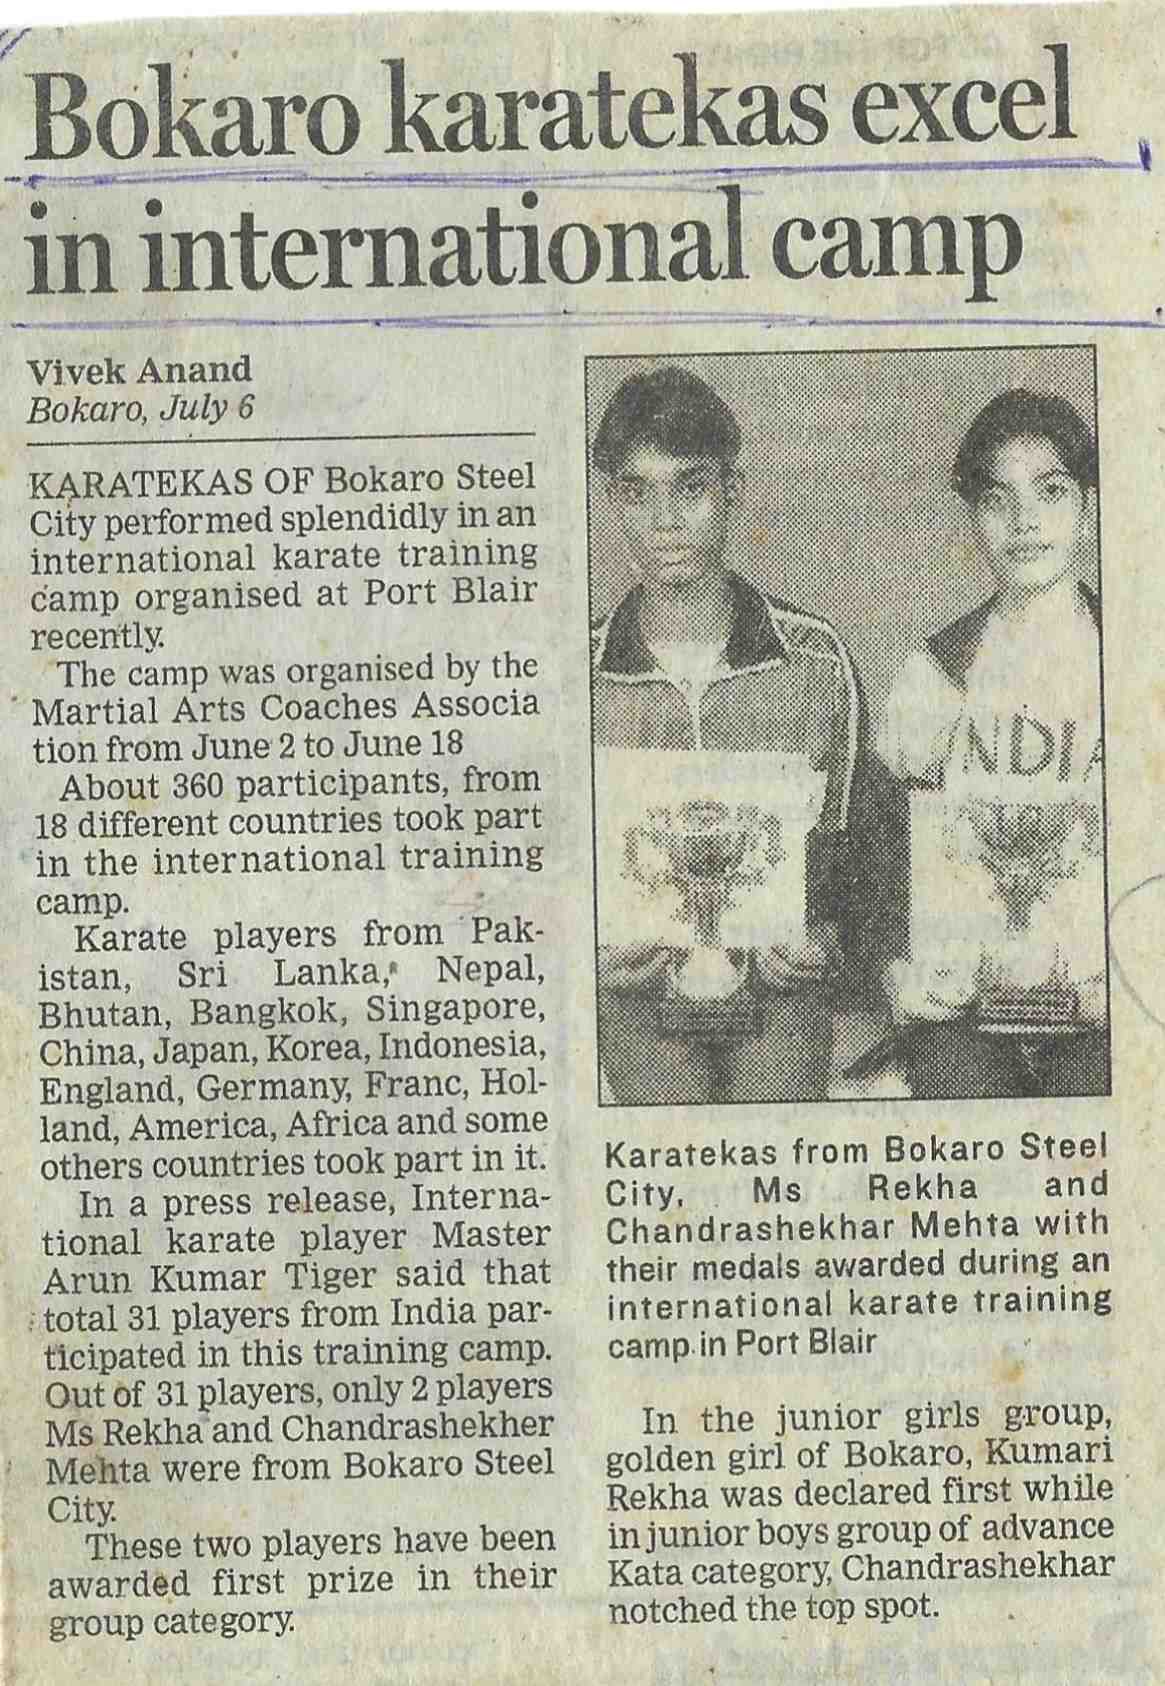 Bokaro karatekas excel
in international camp
Vivek Anand
Bokaro, July 6
KARATEKAS OF Bokaro Steel
City performed splendidly in an
international karate training
camp organised at Port Blair
recently.
The camp was organised by the
Martial Arts Coaches Associa
tion from June 2 to June 18
About 360 participants, from
18 different countries took part
in the international training
camp.
Karate players from Pak-
istan, Sri Lanka, Nepal,
Bhutan, Bangkok, Singapore,
China, Japan, Korea, Indonesia,
England, Germany, Franc, Hol-
land, America, Africa and some
others countries took part in it.
In a press release, Interna-
tional karate player Master
Arun Kumar Tiger said that
total 31 players from India par-
ticipated in this training camp.
Out of 31 players, only 2 players
Ms Rekha and Chandrashekher
Mehta were from Bokaro Steel
City.
These two players have been
awarded first prize in their
group category.
INDIA
Karatekas from Bokaro Steel
City, Ms Rekha and
Chandrashekhar Mehta with
their medals awarded during an
international karate training
camp in Port Blair
In the junior girls group,
golden girl of Bokaro, Kumari
Rekha was declared first while
in junior boys group of advance
Kata category, Chandrashekhar
notched the top spot.